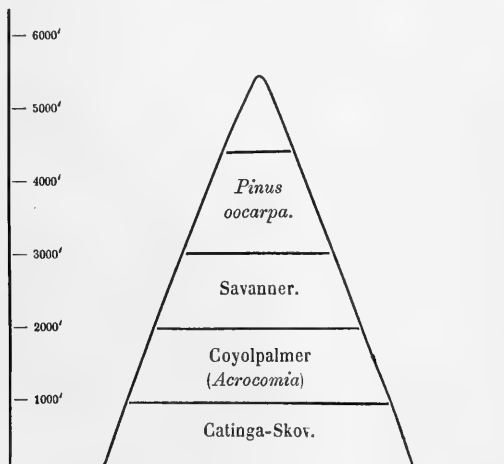 6000'
5000'
4000'
3000'
2000'
1000'
Pinus
oocarpa.
Savanner.
Coyolpalmer
(Acrocomia)
Catinga-Skov.